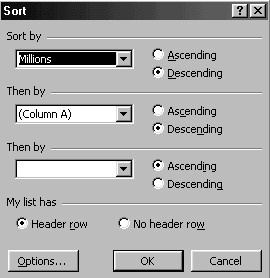 Sort
Sort by
Millions
Ascending
Descending
Then by
(Column A)
Ascending
Descending
Then by
Ascending
Descending
My list has
Header row No header row
Options... OK Cancel